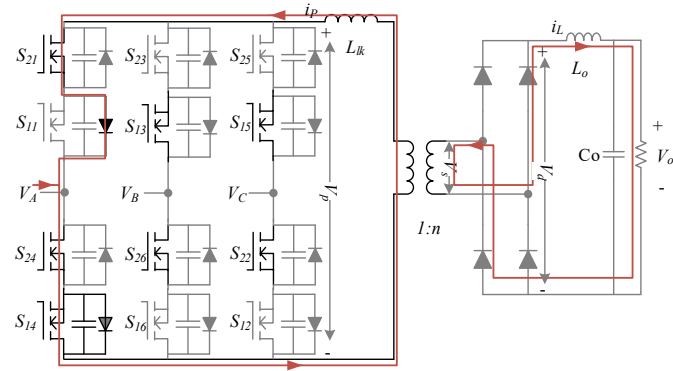 i_P
i_L
+
L_lk
L_o
S_21
S_23
S_25
+
+
S_11
S_13
S_15
V_A
V_B
V_C
V_p
V_s
V_d
Co
V_o
-
1:n
S_24
S_26
S_22
S_14
S_16
S_12
-
-